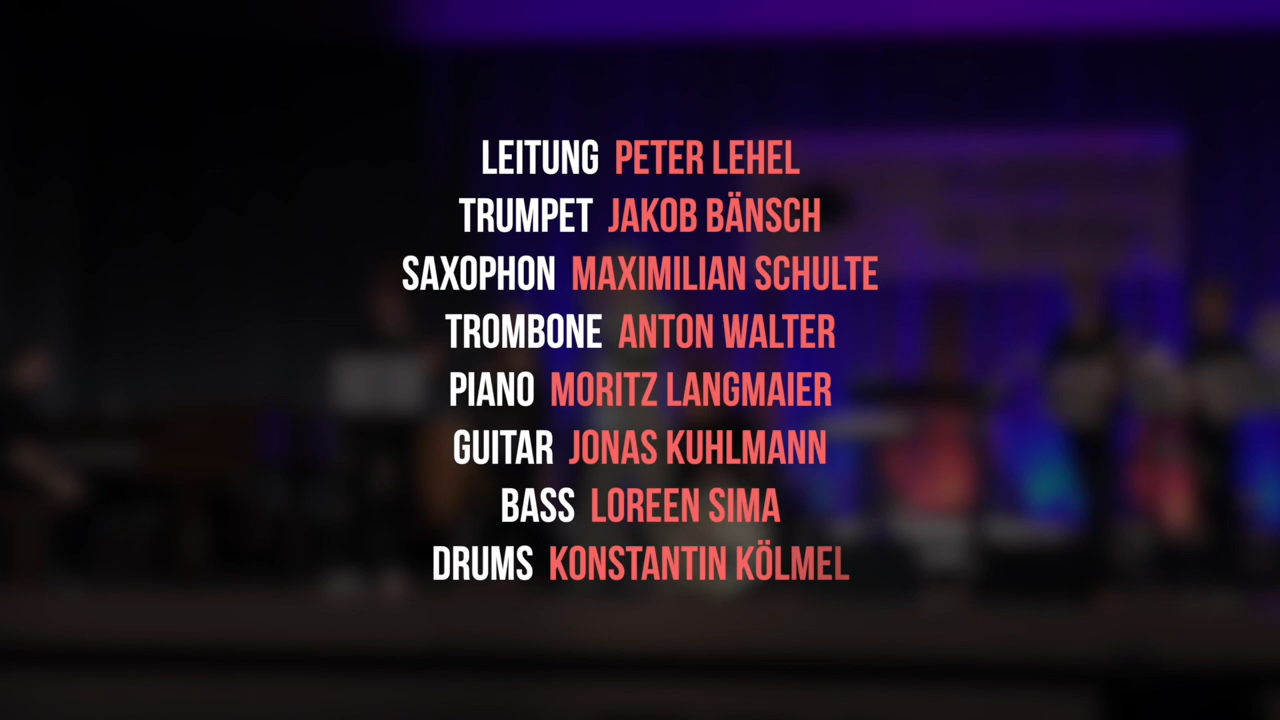 LEITUNG PETER LEHEL
TRUMPET JAKOB BÄNSCH
SAXOPHON MAXIMILIAN SCHULTE
TROMBONE ANTON WALTER
PIANO MORITZ LANGMAIER
GUITAR JONAS KUHLMANN
BASS LOREEN SIMA
DRUMS KONSTANTIN KÖLMEL